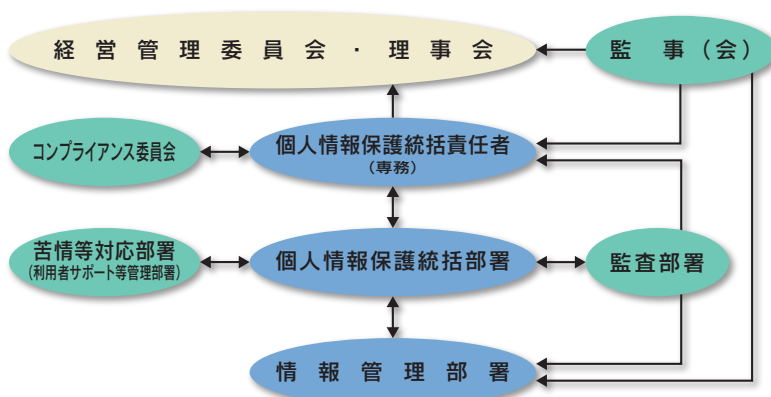 経営管理委員会・理事会
監事(会)
コンプライアンス委員会
個人情報保護統括責任者
(専務)
苦情等対応部署
(利用者サポート等管理部署)
個人情報保護統括部署
監査部署
情報管理部署